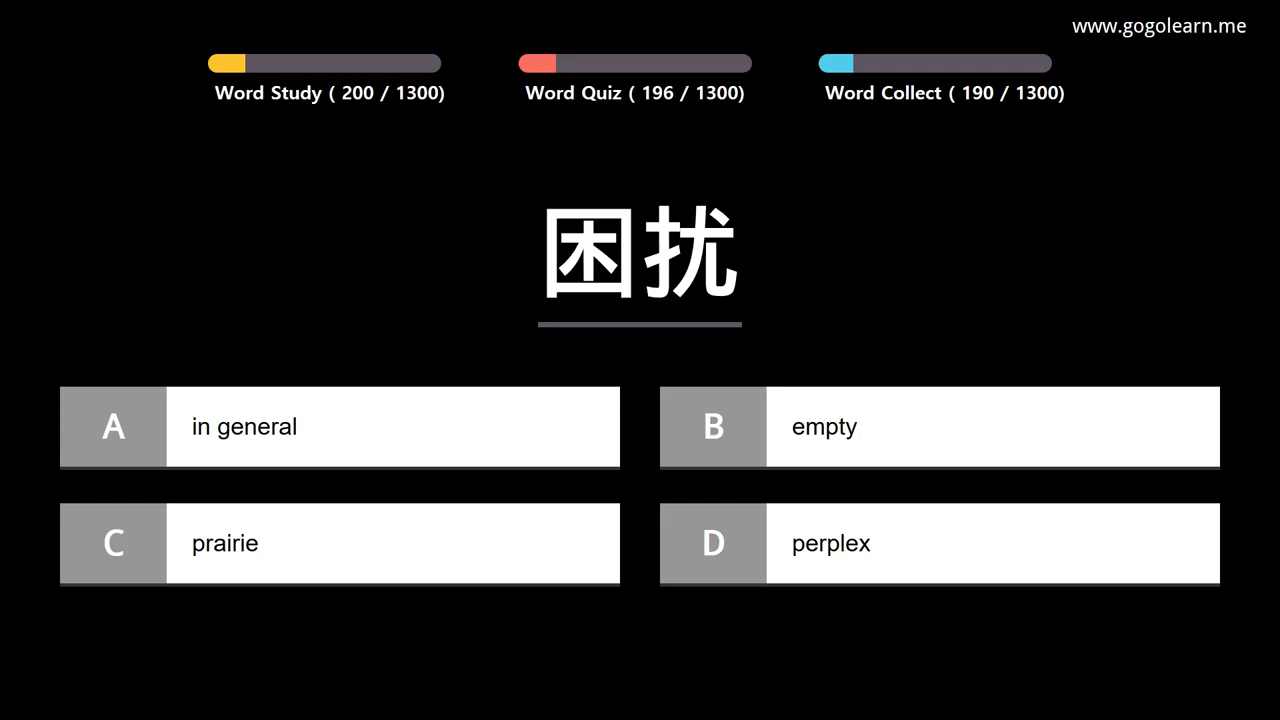 www.gogolearn.me
Word Study ( 200 / 1300)
Word Quiz ( 196 / 1300)
Word Collect ( 190 / 1300)
困扰
A in general
B empty
C prairie
D perplex